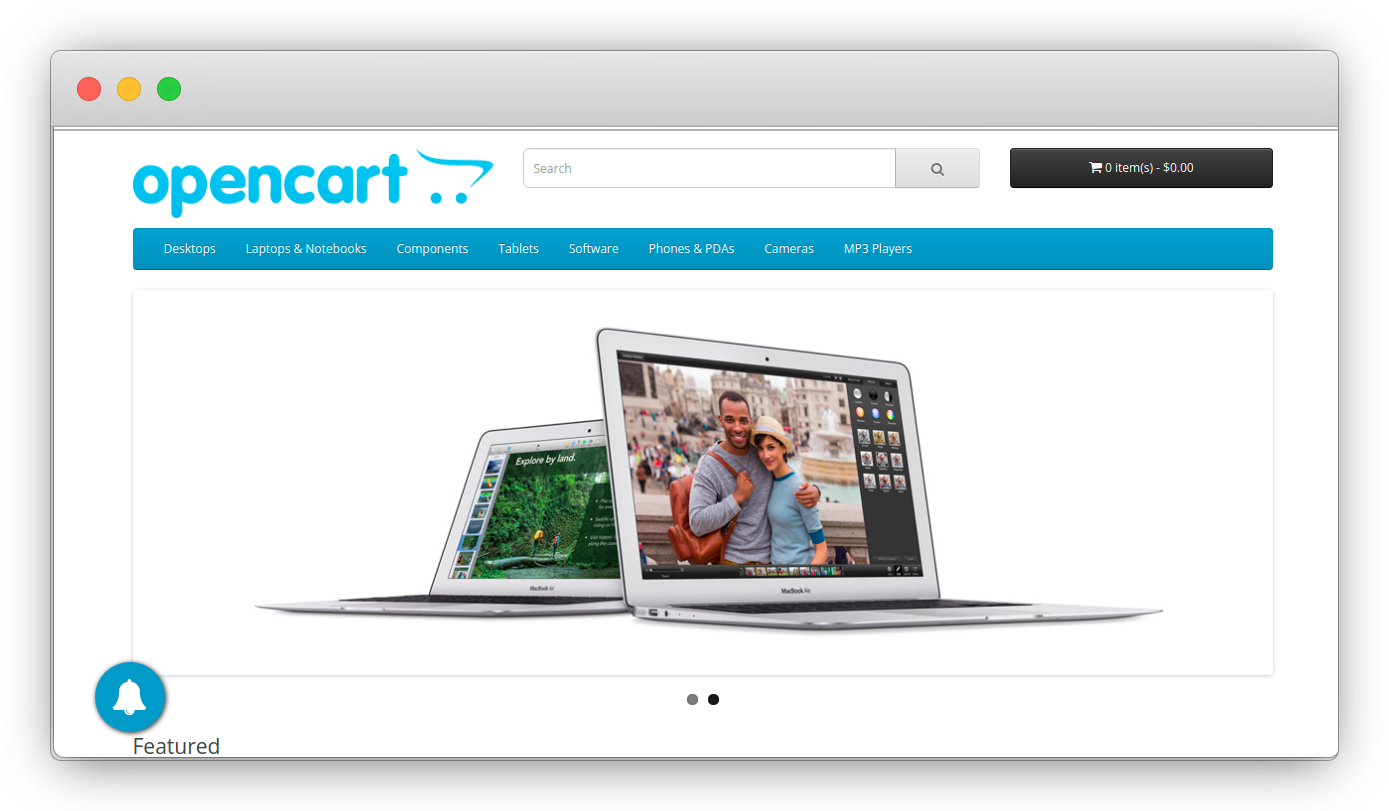 opencart
Search
0 item(s) - $0.00
Desktops
Laptops & Notebooks
Components
Tablets
Software
Phones & PDAs
Cameras
MP3 Players
Explore by land.
MacBook Air
MacBook Air
Featured